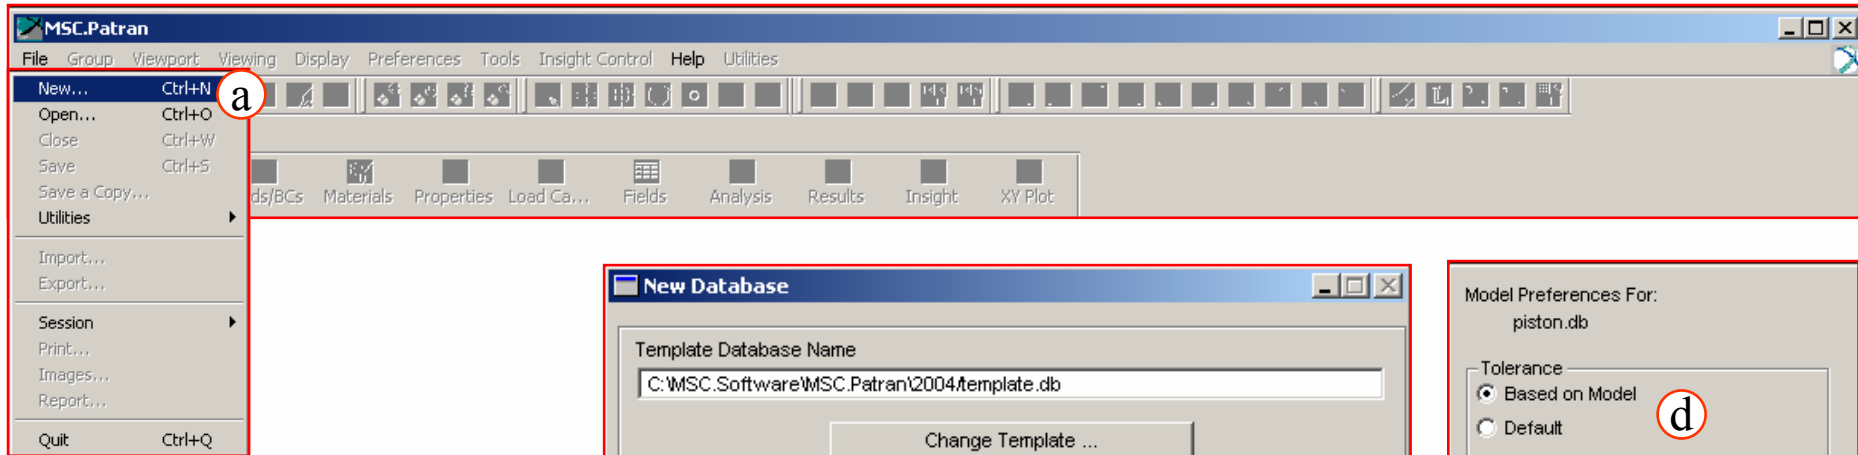 MSC.Patran
File Group Viewport Viewing Display Preferences Tools Insight Control Help Utilities
New... Ctrl+N
a
Open... Ctrl+O
Close Ctrl+W
Save Ctrl+S
Save a Copy...
Utilities
Import...
Export...
Session
Print...
Images...
Report...
Quit Ctrl+Q
ds/BCs Materials Properties Load Ca... Fields Analysis Results Insight XY Plot
New Database
Template Database Name
C:\MSC.Software\MSC.Patran\2004/template.db
Change Template ...
Model Preferences For:
piston.db
Tolerance
Based on Model
d
Default